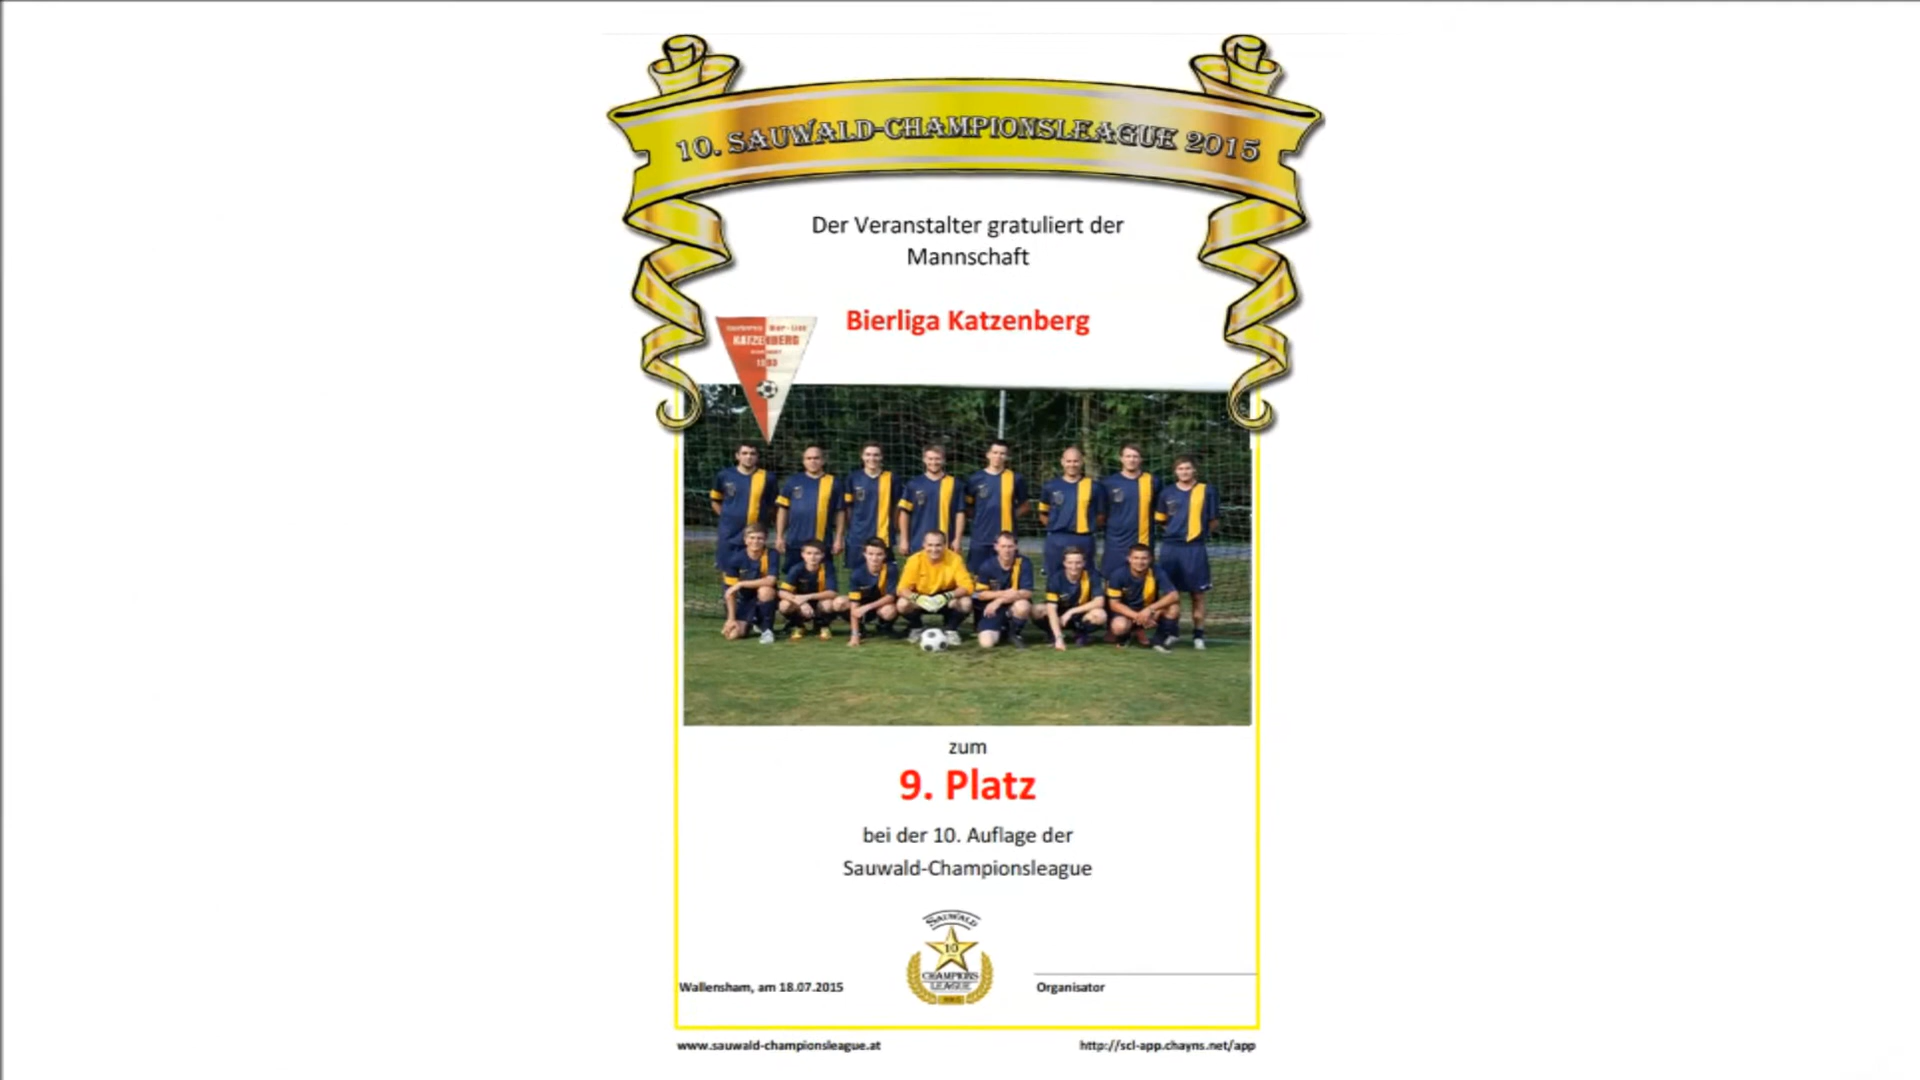 10. SAUWALD-CHAMPIONSLEAGUE 2015
Der Veranstalter gratuliert der
Mannschaft
Bierliga Katzenberg
KATZENBERG
zum
9. Platz
bei der 10. Auflage der
Sauwald-Championsleague
SAUWALD
10
CHAMPIONS
LEAGUE
Wallensham, am 18.07.2015
Organisator
www.sauwald-championsleague.at
http://scl-app.chayns.net/app